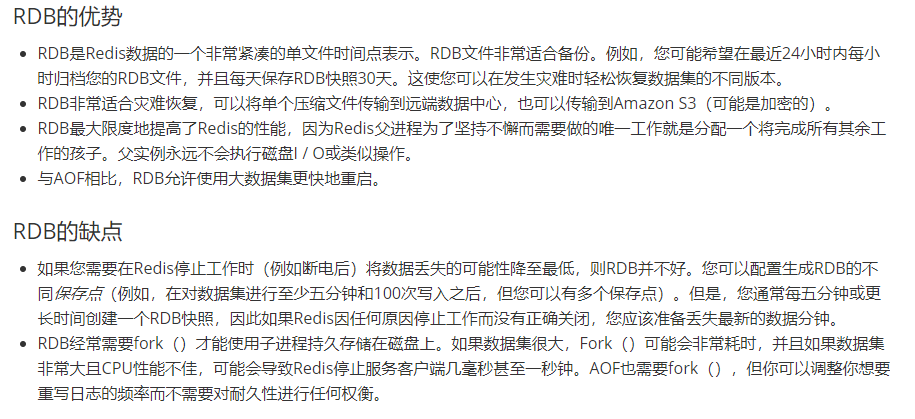 RDB的优势
RDB是Redis数据的一个非常紧凑的单文件时间点表示。RDB文件非常适合备份。例如，您可能希望在最近24小时内每小
时归档您的RDB文件，并且每天保存RDB快照30天。这使您可以在发生灾难时轻松恢复数据集的不同版本。
RDB非常适合灾难恢复，可以将单个压缩文件传输到远端数据中心，也可以传输到Amazon S3（可能是加密的）。
RDB最大限度地提高了Redis的性能，因为Redis父进程为了坚持不懈而需要做的唯一工作就是分配一个将完成所有其余工
作的孩子。父实例永远不会执行磁盘I / O或类似操作。
与AOF相比，RDB允许使用大数据集更快地重启。
RDB的缺点
如果您需要在Redis停止工作时（例如断电后）将数据丢失的可能性降至最低，则RDB并不好。您可以配置生成RDB的不
同保存点（例如，在对数据集进行至少五分钟和100次写入之后，但您可以有多个保存点）。但是，您通常每五分钟或更
长时间创建一个RDB快照，因此如果Redis因任何原因停止工作而没有正确关闭，您应该准备丢失最新的数据分钟。
RDB经常需要fork（）才能使用子进程持久存储在磁盘上。如果数据集很大，Fork（）可能会非常耗时，并且如果数据集
非常大且CPU性能不佳，可能会导致Redis停止服务客户端几毫秒甚至一秒钟。AOF也需要fork（），但你可以调整你想要
重写日志的频率而不需要对耐久性进行任何权衡。